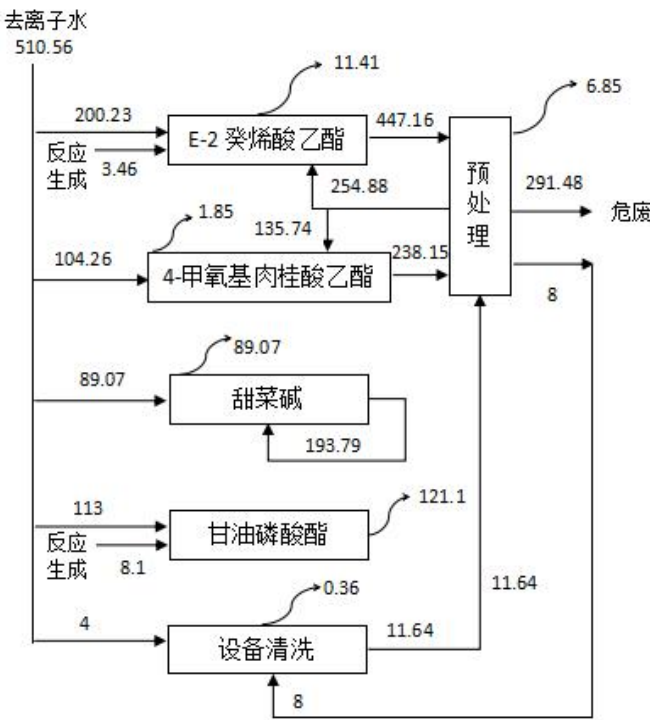 去离子水
510.56
11.41
6.85
200.23
E-2 癸烯酸乙酯
447.16
反应
生成
3.46
预
处
理
254.88
291.48
危废
1.85
135.74
104.26
4-甲氧基肉桂酸乙酯
238.15
8
89.07
89.07
甜菜碱
193.79
113
121.1
甘油磷酸酯
反应
生成
8.1
0.36
11.64
4
设备清洗
11.64
8